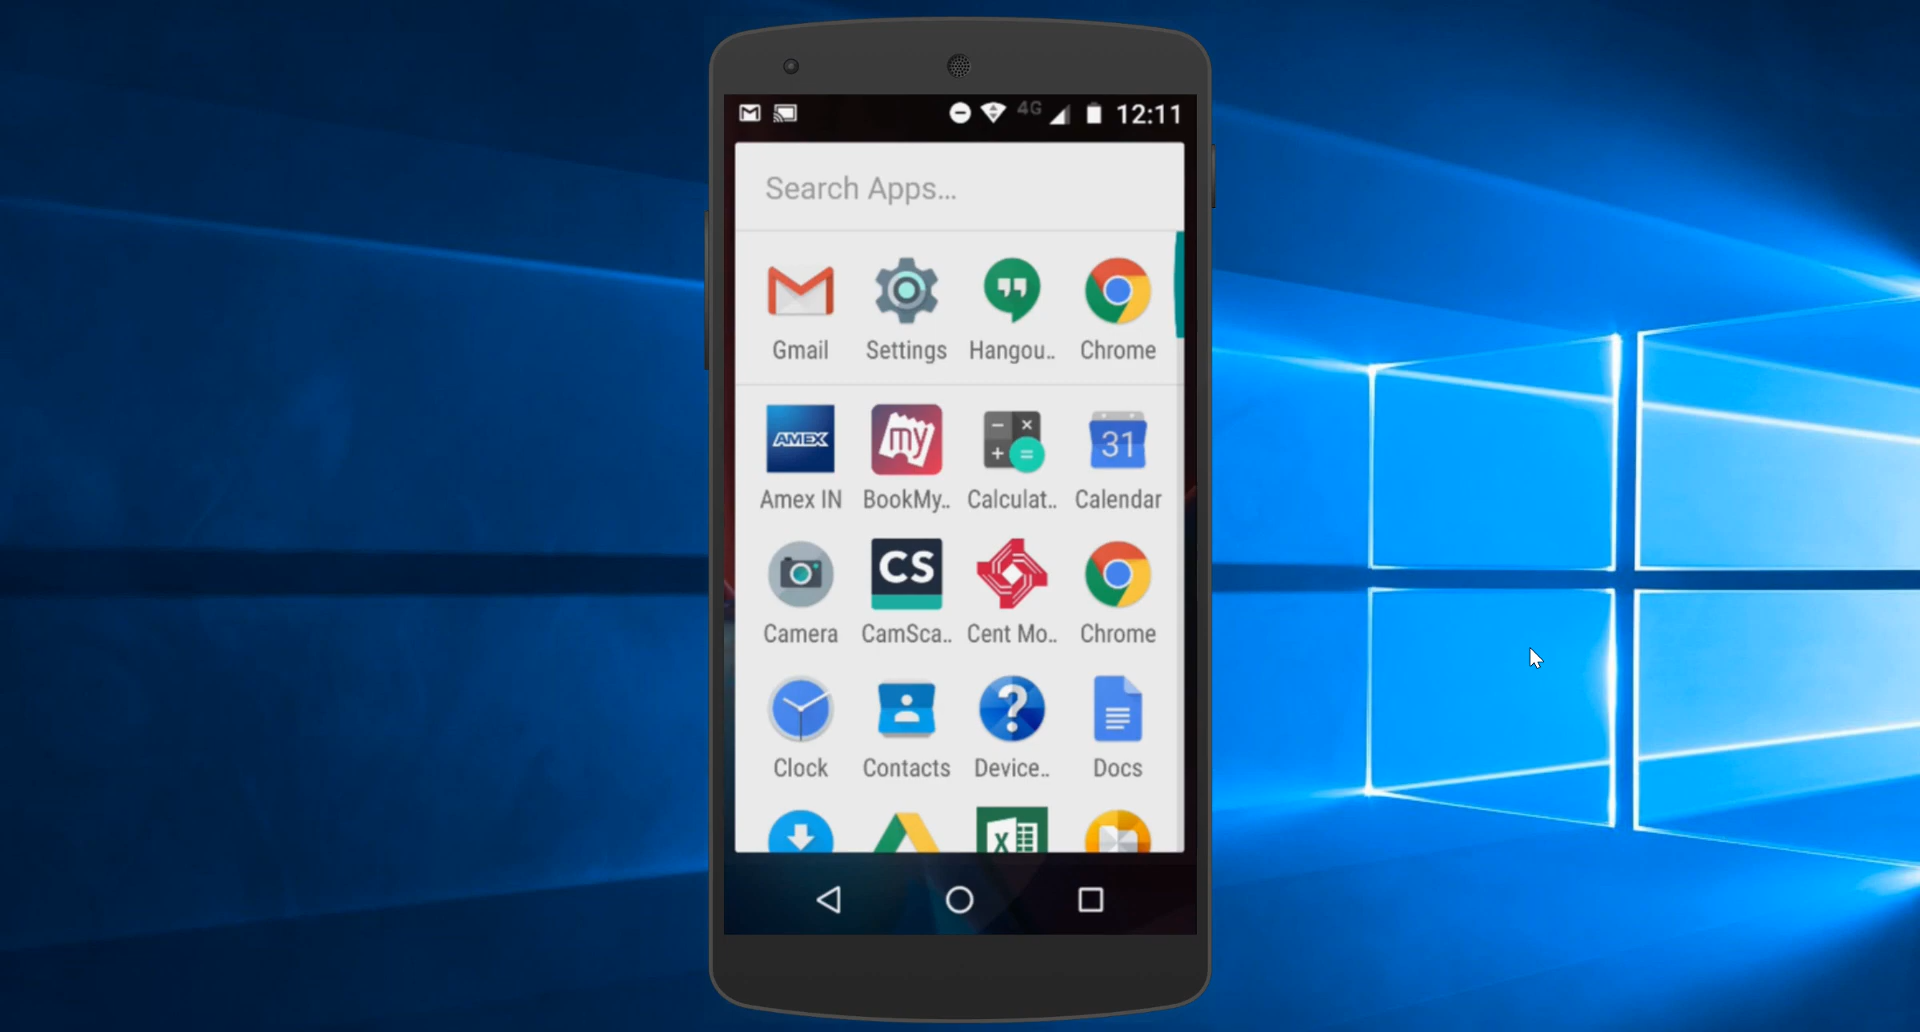 4G 12:11
Search Apps...
Gmail Settings Hangou.. Chrome
AMEX my 31
Amex IN BookMy.. Calculat.. Calendar
CS
Camera CamSca.. Cent Mo.. Chrome
?
Clock Contacts Device.. Docs
X